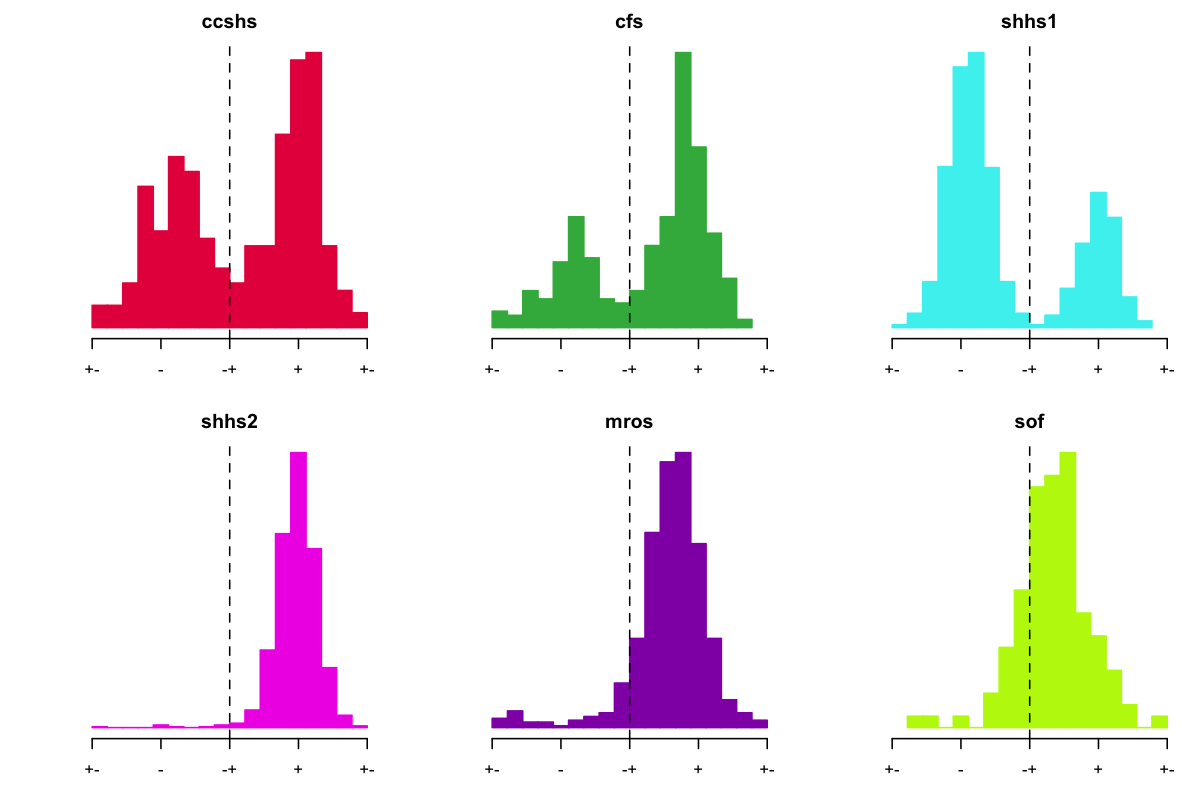 ccshs cfs shhs1
+- - -+ + +- +- - -+ + +- +- - -+ + +-
shhs2 mros sof
+- - -+ + +- +- - -+ + +- +- - -+ + +-